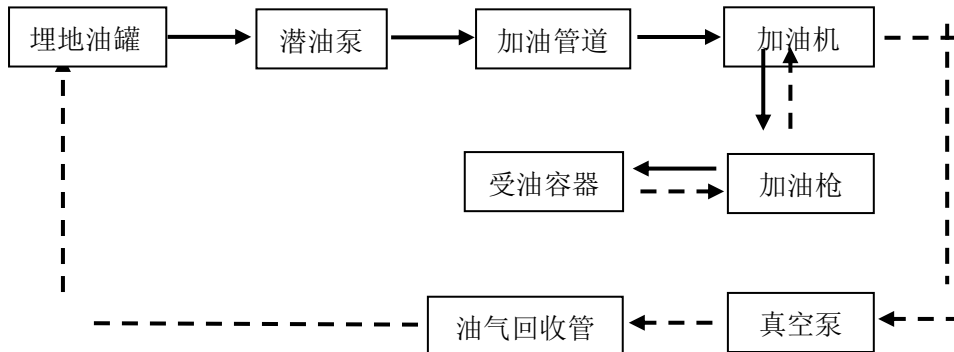 埋地油罐
潜油泵
加油管道
加油机
受油容器
加油枪
油气回收管
真空泵